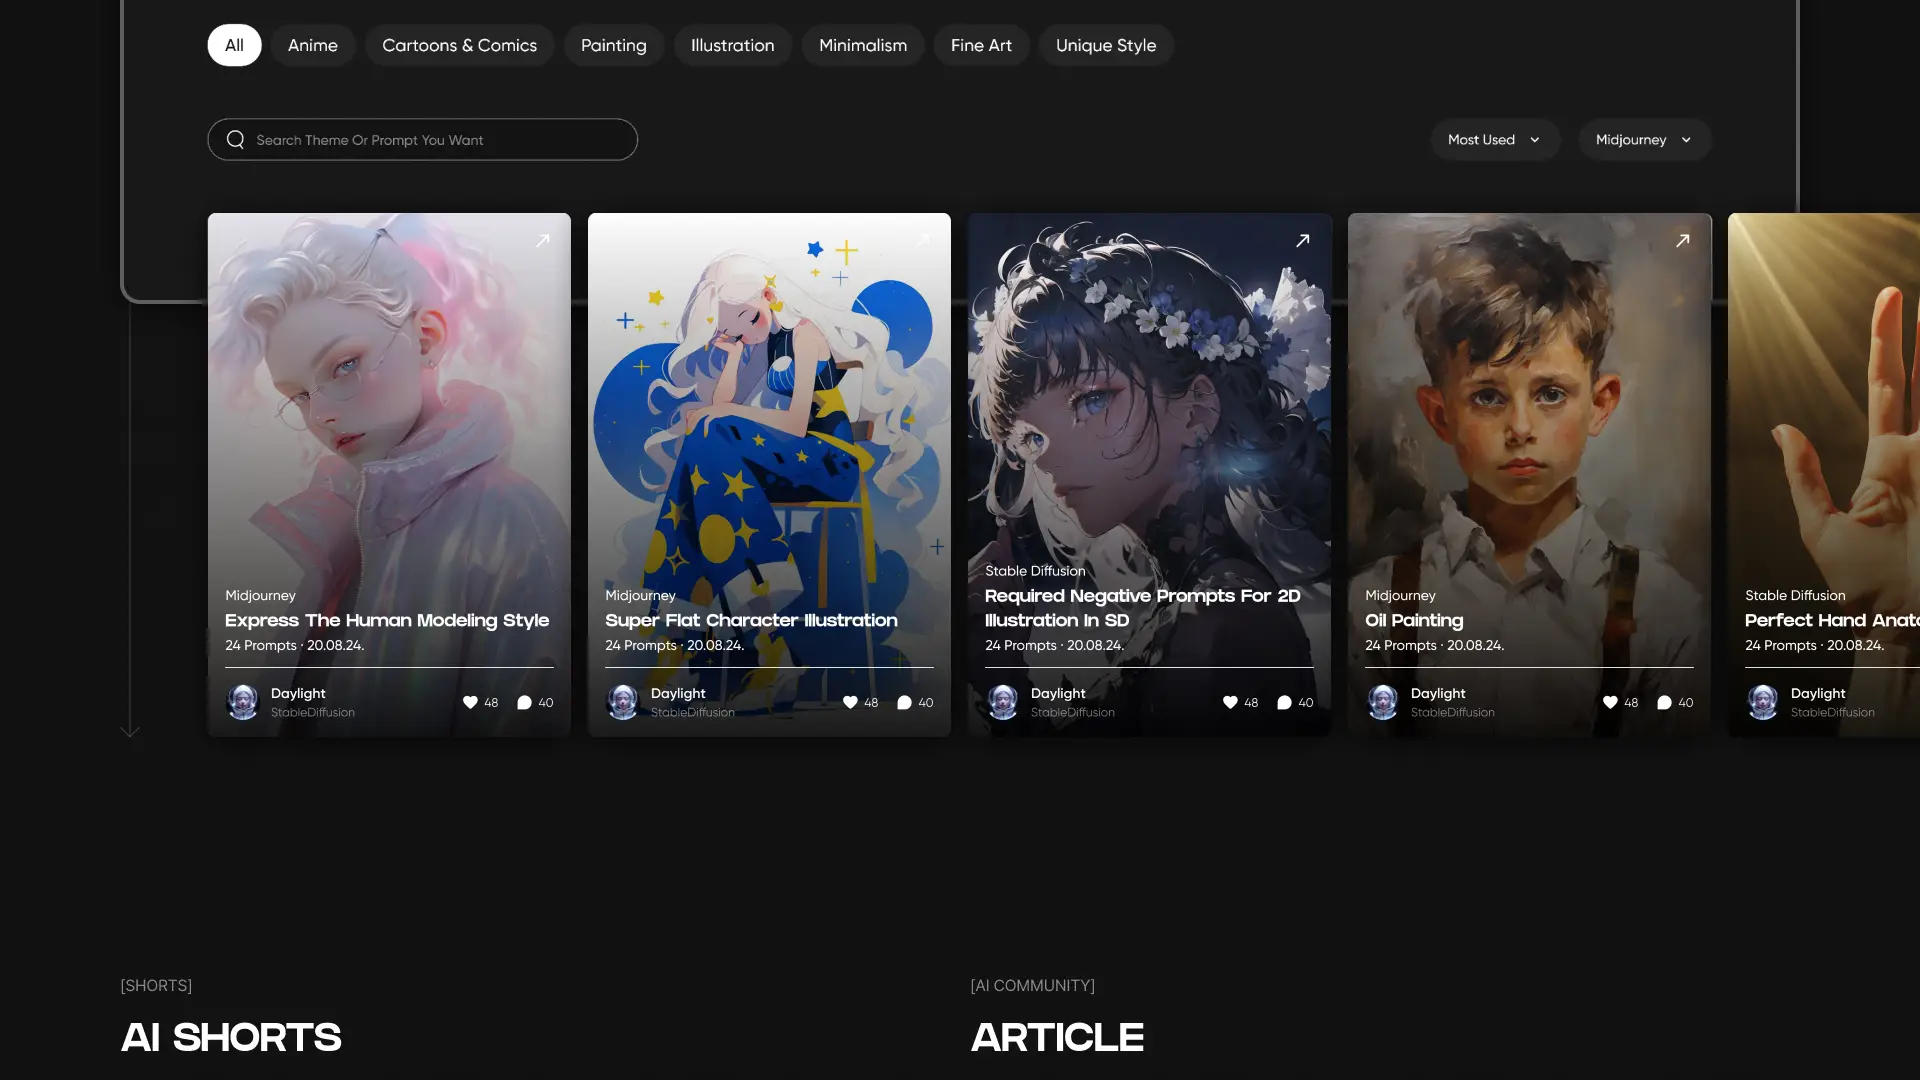 All
Anime
Cartoons & Comics
Painting
Illustration
Minimalism
Fine Art
Unique Style
Search Theme Or Prompt You Want
Most Used
Midjourney
Midjourney
Express The Human Modeling Style
24 Prompts · 20.08.24.
Daylight
StableDiffusion
48
40
Midjourney
Super Flat Character Illustration
24 Prompts · 20.08.24.
Daylight
StableDiffusion
48
40
Stable Diffusion
Required Negative Prompts For 2D
Illustration In SD
24 Prompts · 20.08.24.
Daylight
StableDiffusion
48
40
Midjourney
Oil Painting
24 Prompts · 20.08.24.
Daylight
StableDiffusion
48
40
Stable Diffusion
Perfect Hand
24 Prompts · 20.08.24.
Daylight
StableDiffusion
[SHORTS]
AI SHORTS
[AI COMMUNITY]
ARTICLE